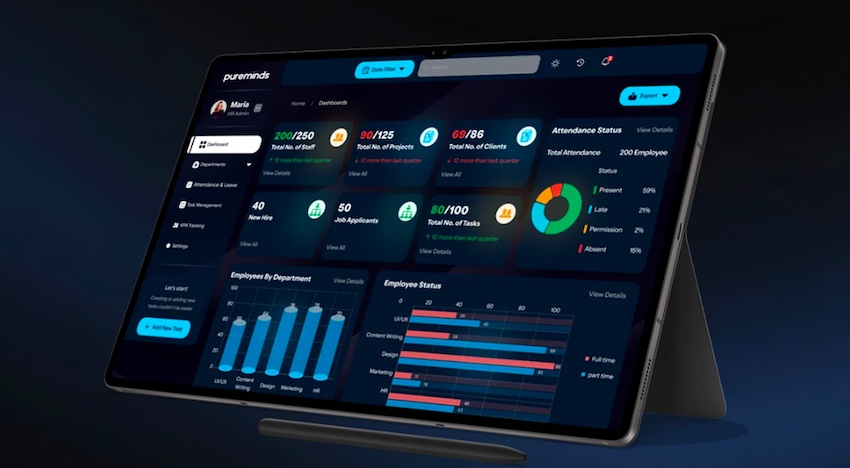 pureminds
Date Filter
Search
2
Maria
HR Admin
Home / Dashboards
Export
Dashboard
Departments
Attendance & Leave
Task Management
KPA Tracking
Settings
Let's start!
Creating or adding new
tasks couldn't be easier
+ Add New Task
200/250
Total No. of Staff
↑ 12 more than last quarter
View Details
90/125
Total No. of Projects
↓ 12 more than last quarter
View All
69/86
Total No. of Clients
↓ 12 more than last quarter
View All
40
New Hire
View All
50
Job Applicants
View All
80/100
Total No. of Tasks
↑ 12 more than last quarter
View Details
Attendance Status
View Details
Total Attendance 200 Employee
Status
Present 59%
Late 21%
Permission 2%
Absent 15%
Employees By Department
View Details
100
80
60
40
20
0
UI/UX
Content
Writing
Design
Marketing
HR
Employee Status
View Details
0 20 40 60 80 100
UI/UX
Content Writing
Design
Marketing
HR
Full time
part time